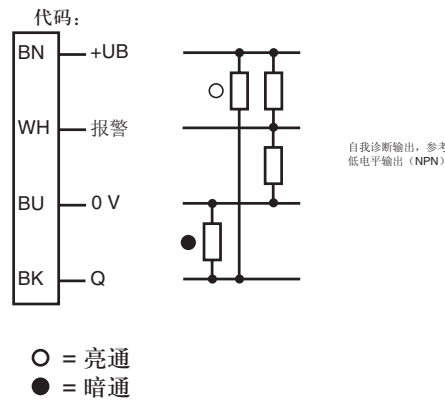 代码：
BN +UB
WH 报警
BU 0 V
BK Q
自我诊断输出，参考
低电平输出（NPN）
= 亮通
= 暗通